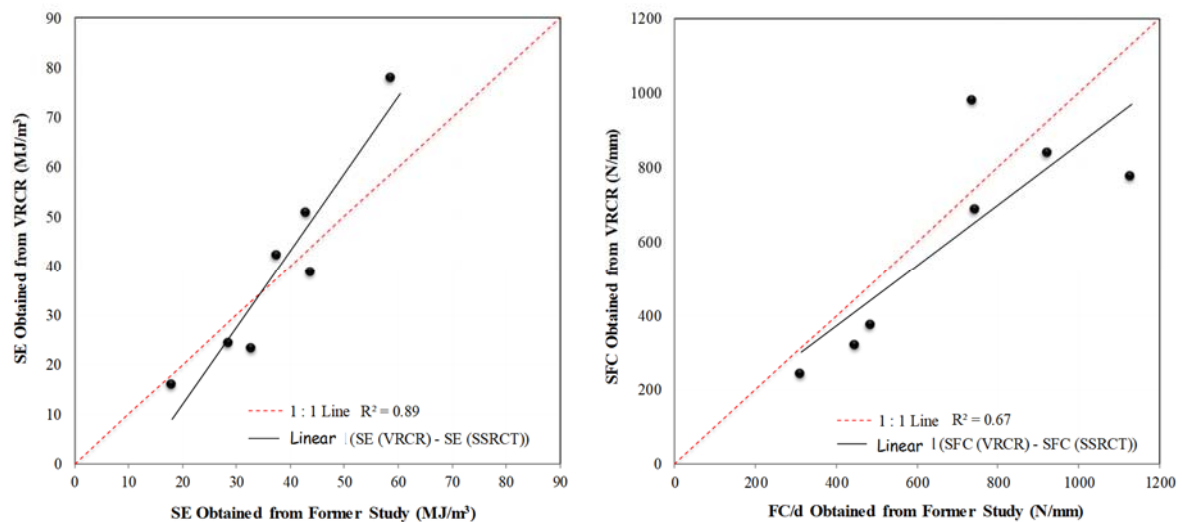 90
80
70
60
50
40
30
20
10
0
SE Obtained from VRCR (MJ/m³)
1 : 1 Line R² = 0.89
Linear (SE (VRCR) - SE (SSRCT))
0 10 20 30 40 50 60 70 80 90
SE Obtained from Former Study (MJ/m³)
1200
1000
800
600
400
200
0
SFC Obtained from VRCR (N/mm)
1 : 1 Line R² = 0.67
Linear l (SFC (VRCR) - SFC (SSRCT))
0 200 400 600 800 1000 1200
FC/d Obtained from Former Study (N/mm)